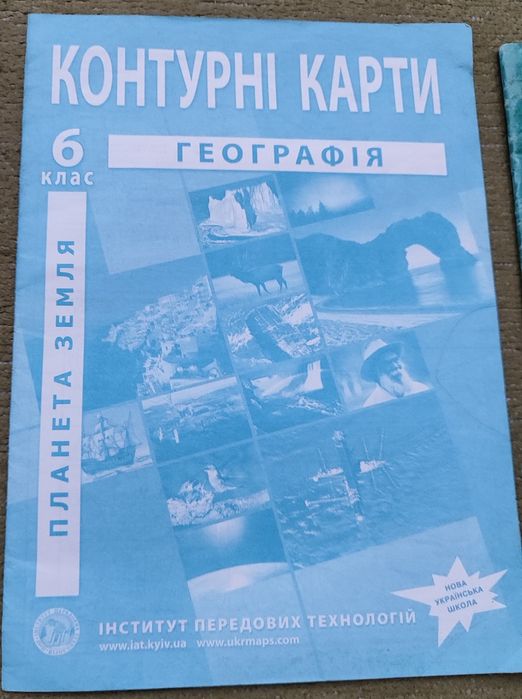 КОНТУРНІ КАРТИ
6
клас
ГЕОГРАФІЯ
ПЛАНЕТА ЗЕМЛЯ
НОВА
УКРАЇНСЬКА
ШКОЛА
ІНСТИТУТ ПЕРЕДОВИХ ТЕХНОЛОГІЙ
www.iat.kyiv.ua www.ukrmaps.com